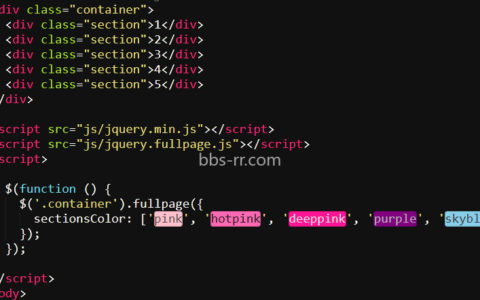 div class="container">
<div class="section">1</div>
<div class="section">2</div>
<div class="section">3</div>
<div class="section">4</div>
<div class="section">5</div>
/div>
script src="js/jquery.min.js"></script>
script src="js/jquery.fullpage.js"></script>
script>
bbs-rr.com
$(function () {
$('.container').fullpage({
sectionsColor: ['pink', 'hotpink', 'deeppink', 'purple', 'skybl
});
});
/script>
body>